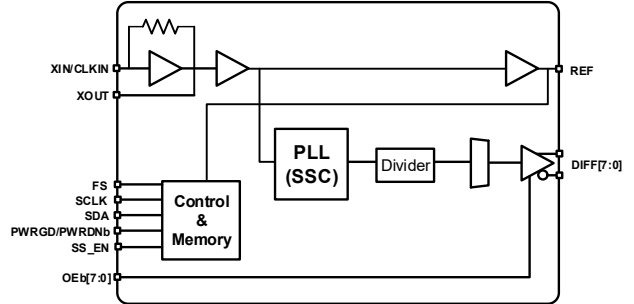 XIN/CLKIN
XOUT
REF
PLL
(SSC)
Divider
DIFF[7:0]
FS
SCLK
SDA
PWRGD/PWRDNb
SS_EN
Control
&
Memory
OEb[7:0]